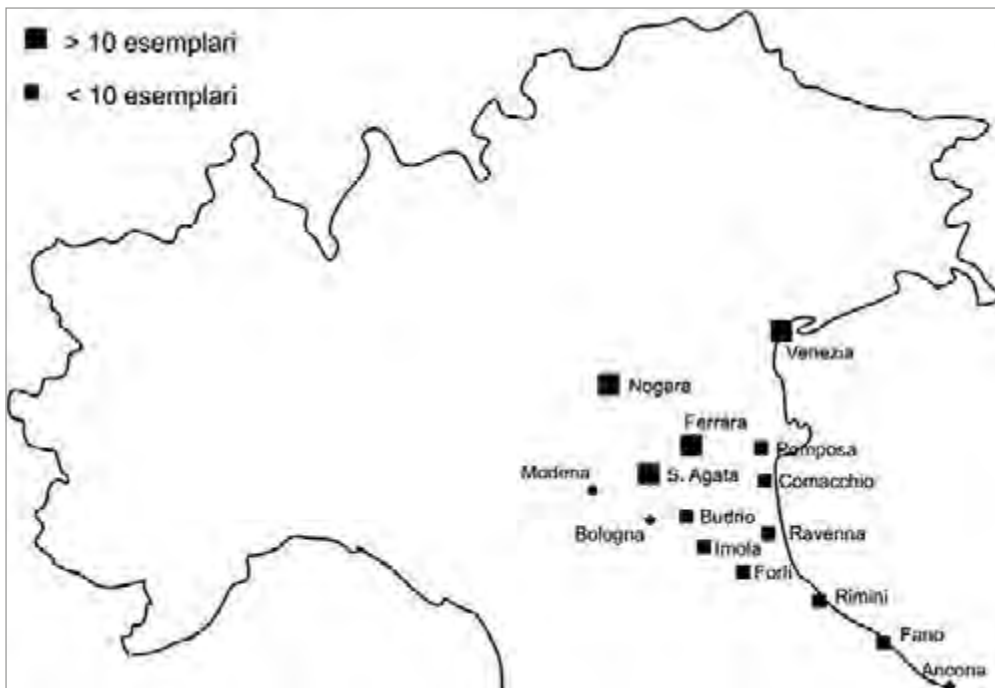 > 10 esemplari
< 10 esemplari
Venezia
Nogara
Ferrara
Pomposa
Modena
S. Agata
Comacchio
Bologna
Budrio
Ravenna
Imola
Forlì
Rimini
Fano
Ancona